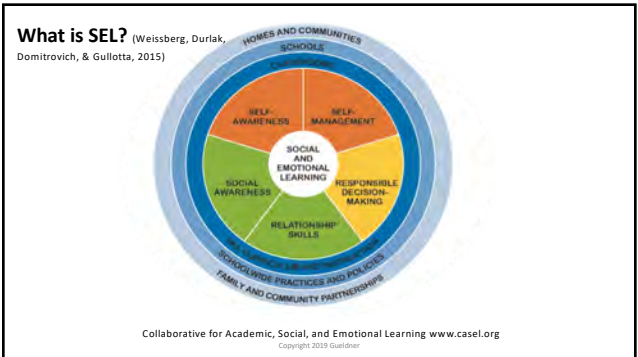 What is SEL? (Weissberg, Durlak,
Domitrovich, & Gullotta, 2015)
HOMES AND COMMUNITIES
SCHOOLS
CLASSROOMS
SELF-
AWARENESS
SELF-
MANAGEMENT
SOCIAL
AND
EMOTIONAL
LEARNING
SOCIAL
AWARENESS
RESPONSIBLE
DECISION-
MAKING
RELATIONSHIP
SKILLS
SEL CURRICULUM AND INSTRUCTION
SCHOOLWIDE PRACTICES AND POLICIES
FAMILY AND COMMUNITY PARTNERSHIPS
Collaborative for Academic, Social, and Emotional Learning www.casel.org
Copyright 2019 Gueldner